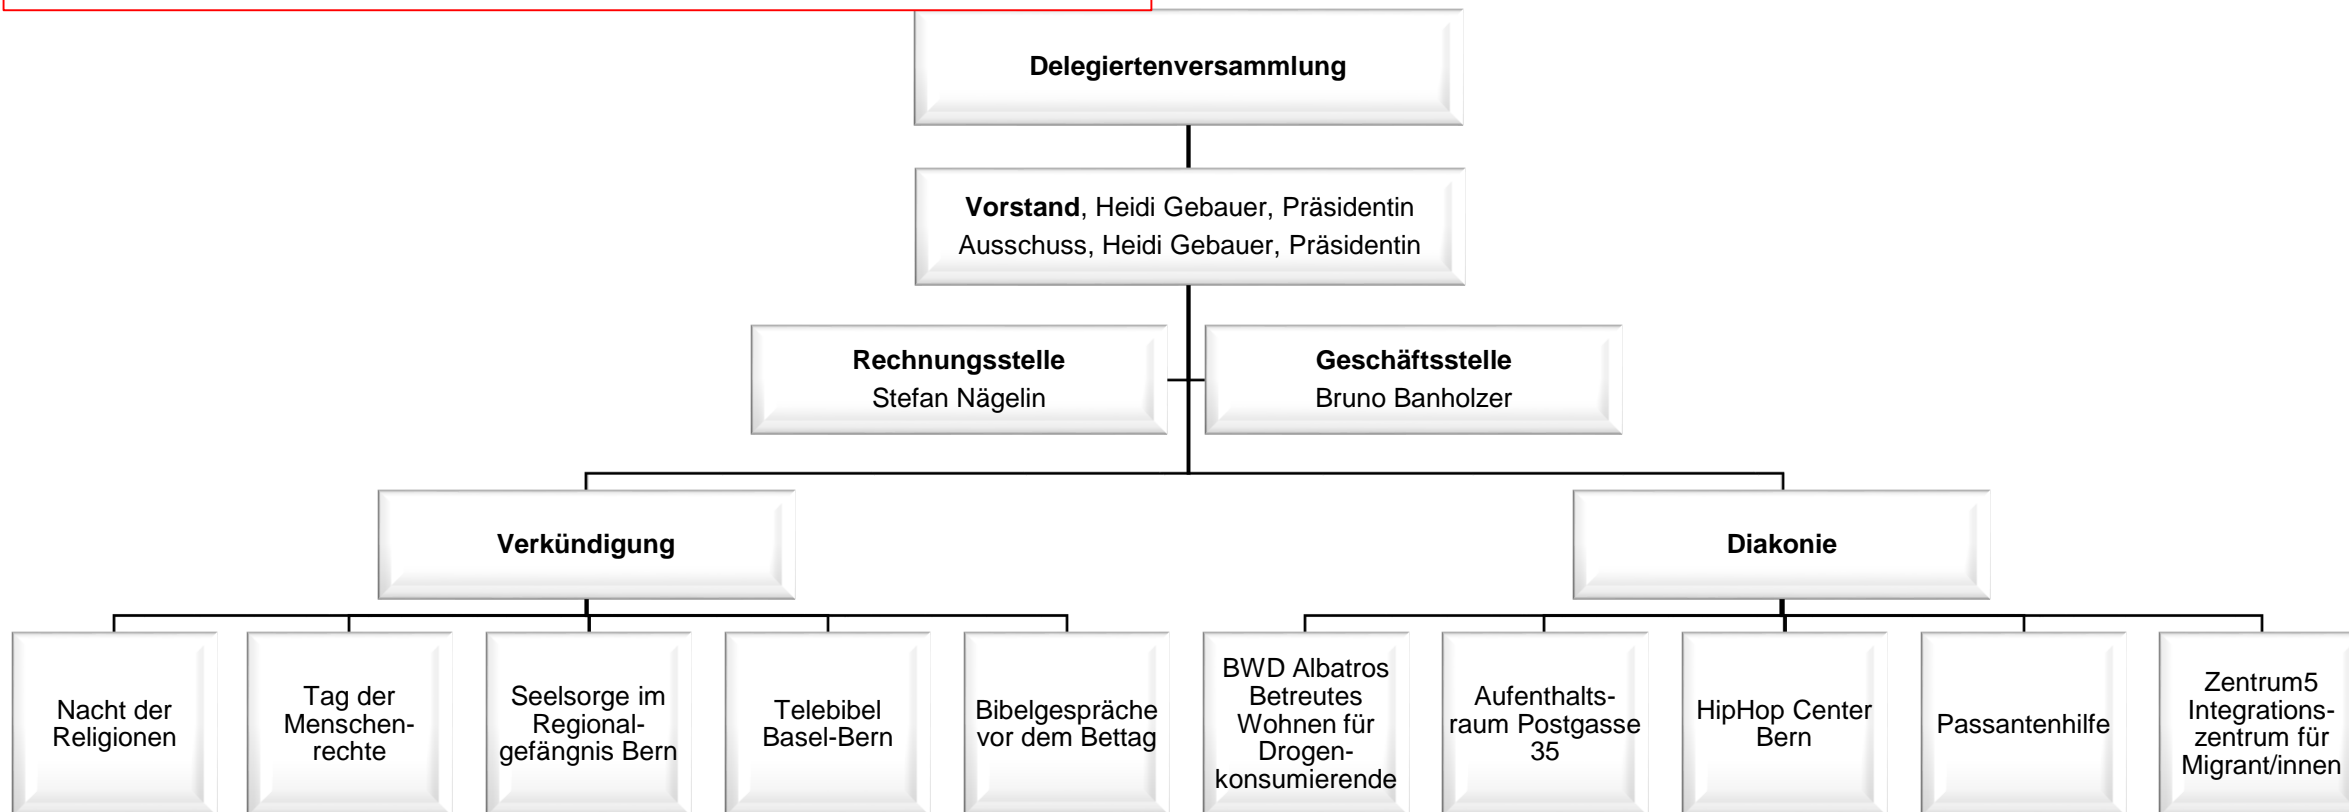 Delegiertenversammlung
Vorstand, Heidi Gebauer, Präsidentin
Ausschuss, Heidi Gebauer, Präsidentin
Rechnungsstelle
Stefan Nägelin
Geschäftsstelle
Bruno Banholzer
Verkündigung
Diakonie
Nacht der
Religionen
Tag der
Menschen-
rechte
Seelsorge im
Regional-
gefängnis Bern
Telebibel
Basel-Bern
Bibelgespräche
vor dem Bettag
BWD Albatros
Betreutes
Wohnen für
Drogen-
konsumierende
Aufenthalts-
raum Postgasse
35
HipHop Center
Bern
Passantenhilfe
Zentrum5
Integrations-
zentrum für
Migrant/innen